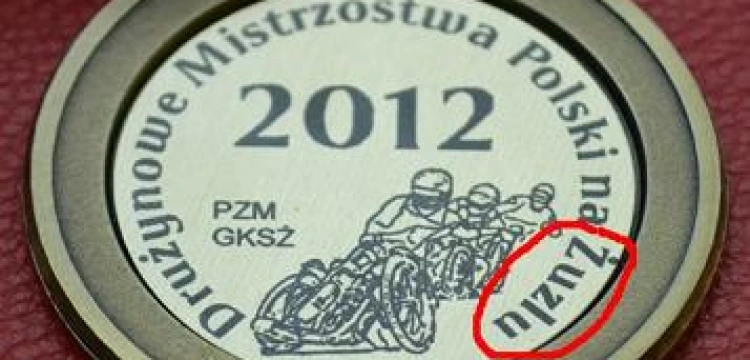 Drużynowe Mistrzostwa Polski na Żuzlu
2012
PZM
GKSŻ